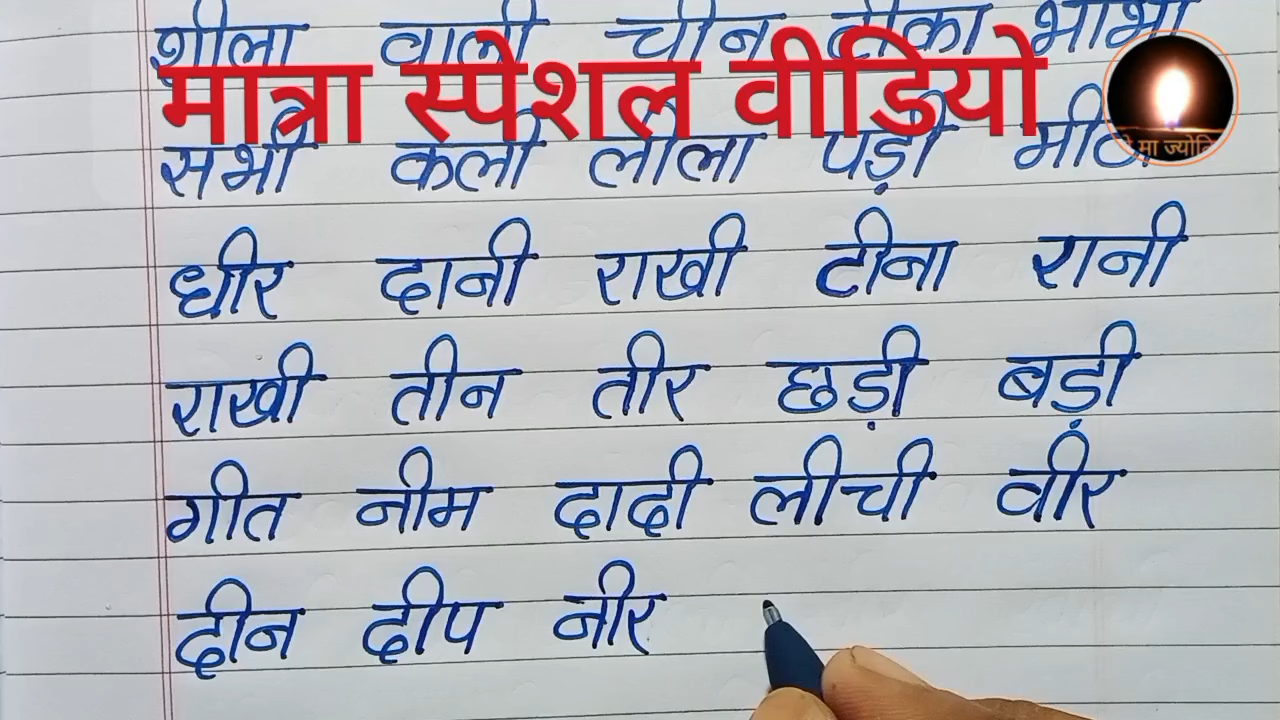 शीला वाली चीन टीका भाभी
मात्रा स्पेशल वीडियो
मा ज्योति
सभी कली लीला पड़ी
धीर दानी राखी टीना रानी
राखी तीन तीर छड़ी बड़ी
गीत नीम दादी लीची वीर
दीन दीप नीर